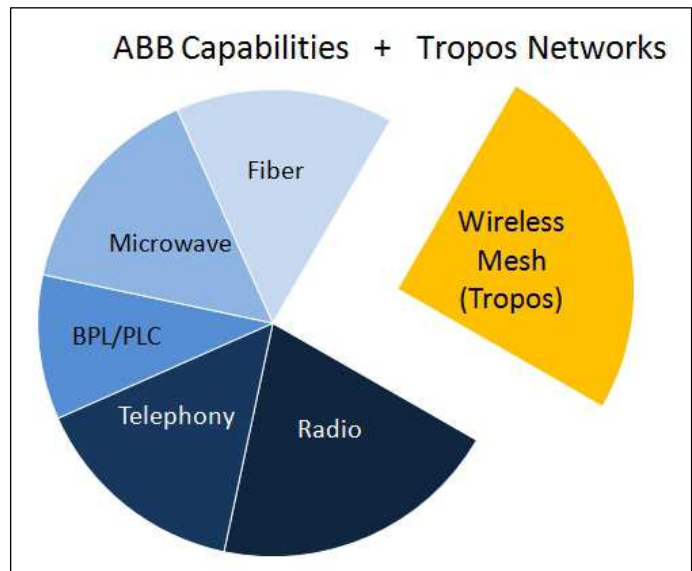 ABB Capabilities + Tropos Networks
Fiber
Wireless
Mesh
(Tropos)
Microwave
BPL/PLC
Telephony
Radio